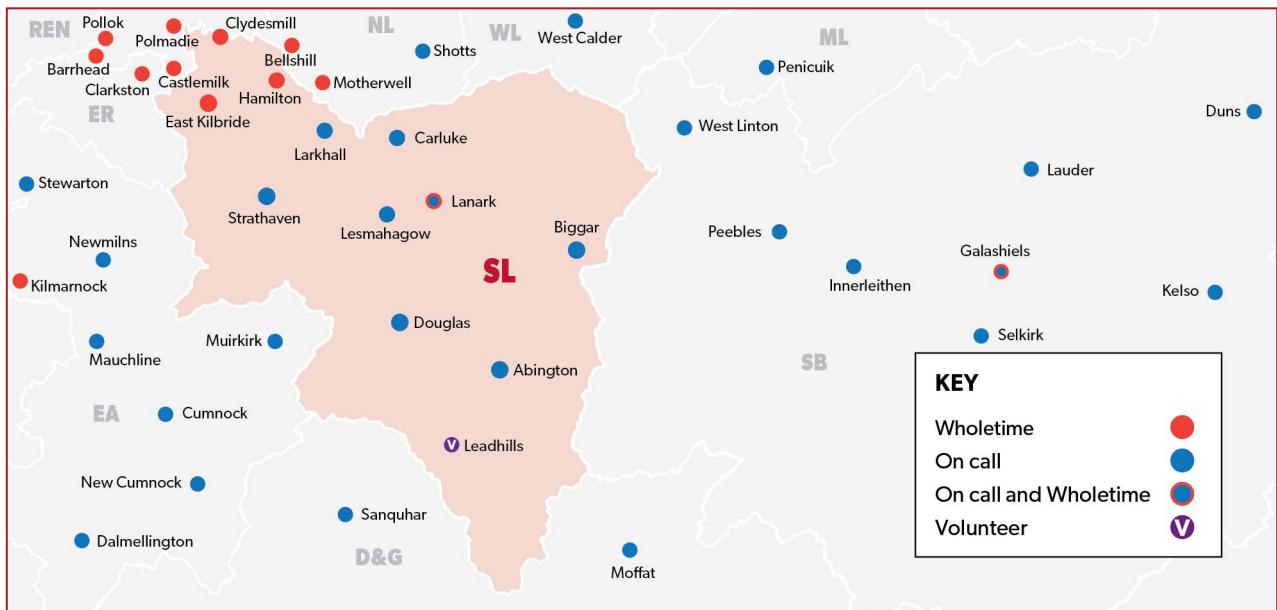 REN
Pollok
Polmadie
Clydesmill
NL
WL
West Calder
ML
Bellshill
Shotts
Barrhead
Castlemilk
Penicuik
Clarkston
Hamilton
Motherwell
ER
East Kilbride
Duns
West Linton
Larkhall
Carluke
Lauder
Stewarton
Lanark
Strathaven
Lesmahagow
Biggar
Peebles
Newmilns
Galashiels
SL
Kilmarnock
Innerleithen
Kelso
Douglas
Muirkirk
Selkirk
Mauchline
SB
Abington
EA
Cumnock
V
Leadhills
New Cumnock
Sanquhar
Dalmellington
D&G
Moffat
KEY
Wholetime
On call
On call and Wholetime
Volunteer
V